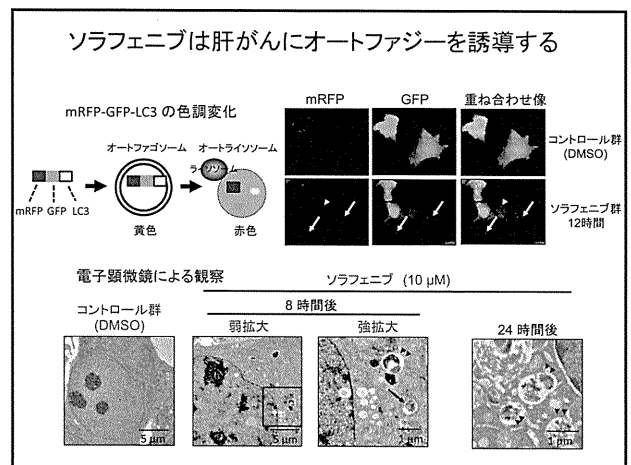 ソラフェニブは肝がんにオートファジーを誘導する
mRFP-GFP-LC3 の色調変化
オートファゴソーム
オートライソソーム
ライソソーム
mRFP GFP LC3
黄色
赤色
mRFP
GFP
重ね合わせ像
コントロール群
(DMSO)
ソラフェニブ群
12時間
電子顕微鏡による観察
ソラフェニブ (10 μM)
コントロール群
(DMSO)
8 時間後
弱拡大
強拡大
24 時間後
5 μm
5 μm
1 μm
1 μm